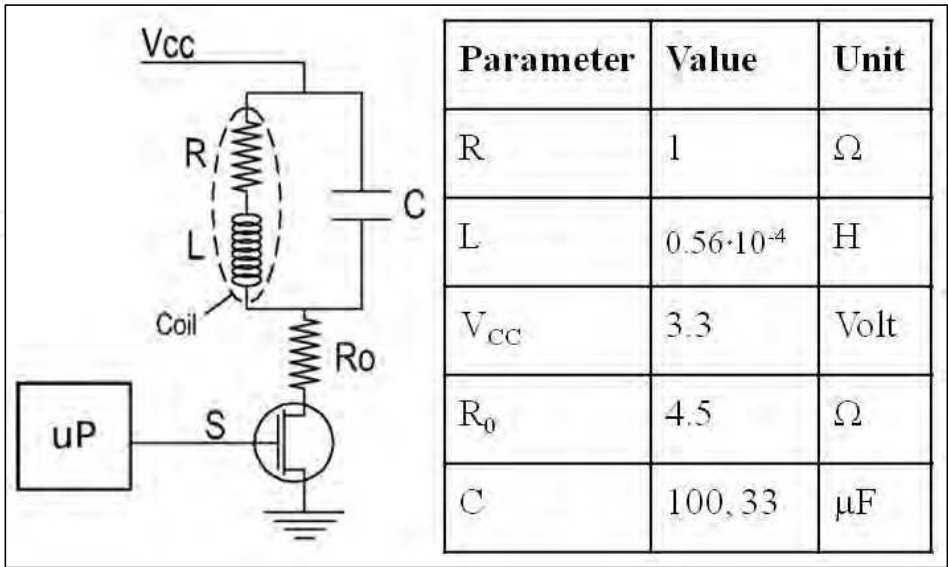 Vcc
R
C
L
Coil
Ro
uP
S
Parameter Value Unit
R 1 Ω
L 0.56·10⁻⁴ H
V_CC 3.3 Volt
R₀ 4.5 Ω
C 100, 33 μF